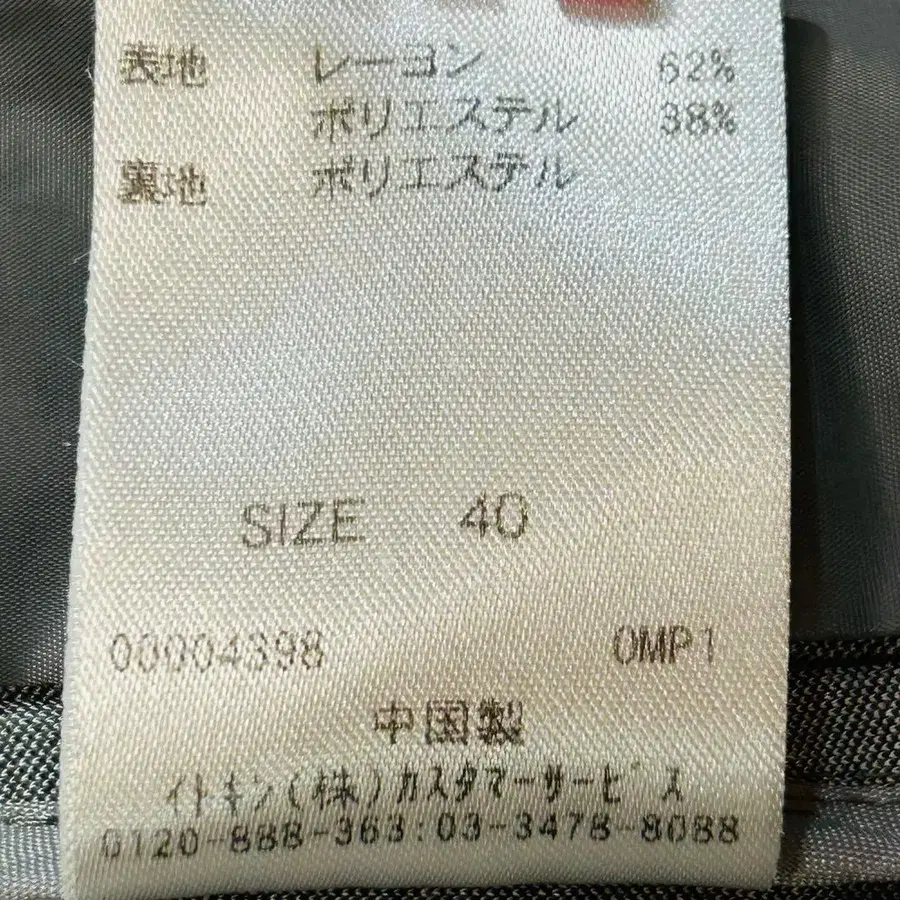 表地 レーヨン 62%
ポリエステル 38%
裏地 ポリエステル
SIZE 40
00004398 OMP1
中国製
イトキン(株)カスタマーサービス
0120-888-363:03-3478-8088